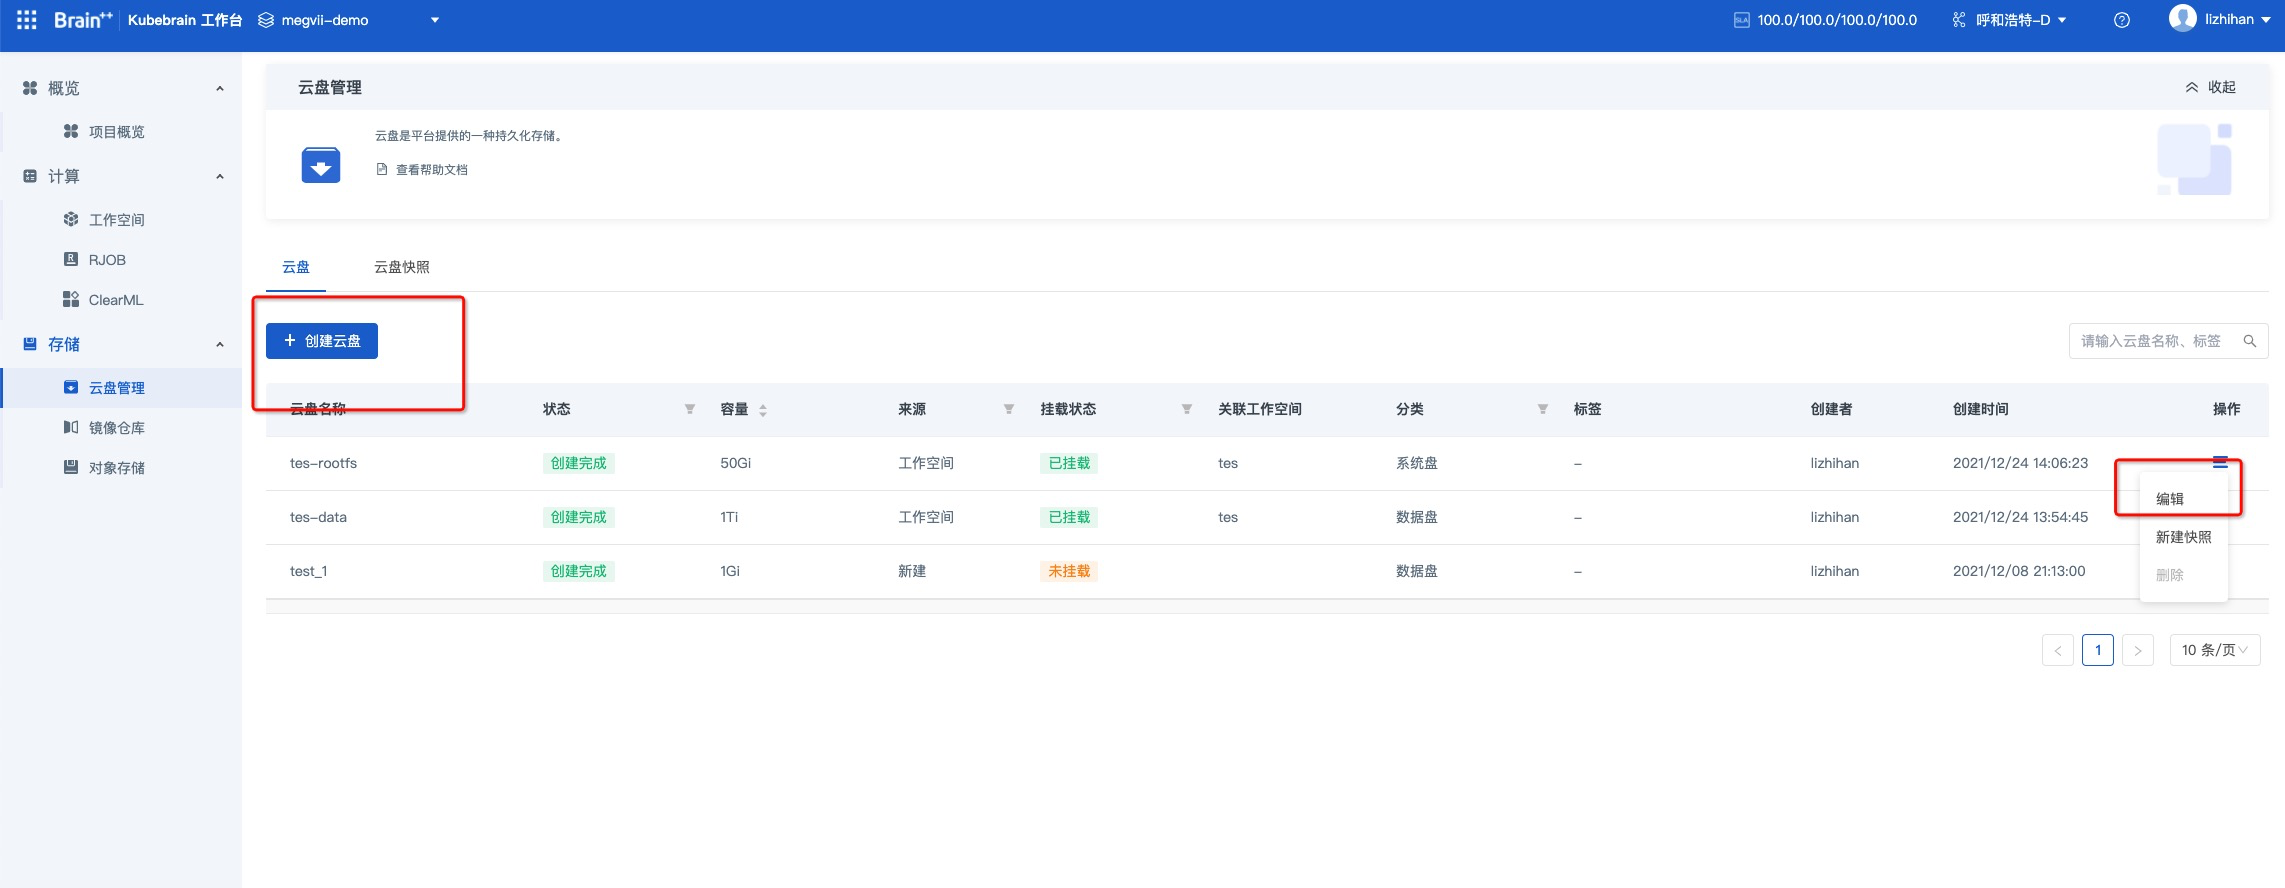 Brain++ Kubebrain 工作台 megvii-demo SLA 100.0/100.0/100.0/100.0 呼和浩特-D lizhihan
概览
项目概览
计算
工作空间
RJOB
ClearML
存储
云盘管理
镜像仓库
对象存储
云盘管理 收起
云盘是平台提供的一种持久化存储。
查看帮助文档
云盘 云盘快照
+ 创建云盘 请输入云盘名称、标签
云盘名称 状态 容量 来源 挂载状态 关联工作空间 分类 标签 创建者 创建时间 操作
tes-rootfs 创建完成 50Gi 工作空间 已挂载 tes 系统盘 - lizhihan 2021/12/24 14:06:23
tes-data 创建完成 1Ti 工作空间 已挂载 tes 数据盘 - lizhihan 2021/12/24 13:54:45
test_1 创建完成 1Gi 新建 未挂载 数据盘 - lizhihan 2021/12/08 21:13:00
编辑
新建快照
删除
< 1 > 10 条/页